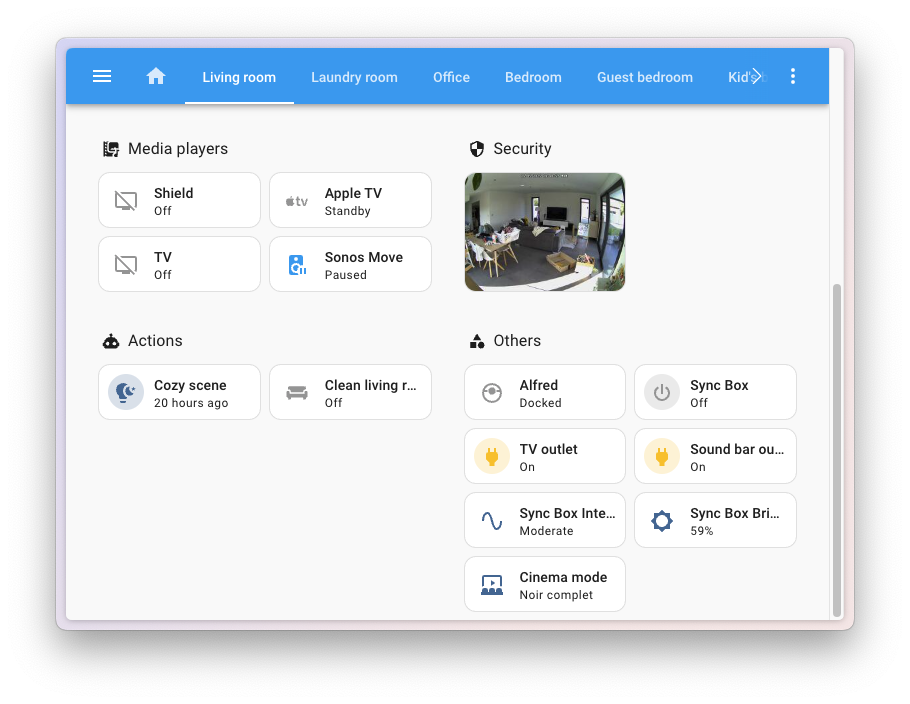 Living room
Laundry room
Office
Bedroom
Guest bedroom
Kid's
Media players
Shield
Off
Apple TV
Standby
TV
Off
Sonos Move
Paused
Security
Actions
Cozy scene
20 hours ago
Clean living r...
Off
Others
Alfred
Docked
Sync Box
Off
TV outlet
On
Sound bar ou...
On
Sync Box Inte...
Moderate
Sync Box Bri...
59%
Cinema mode
Noir complet